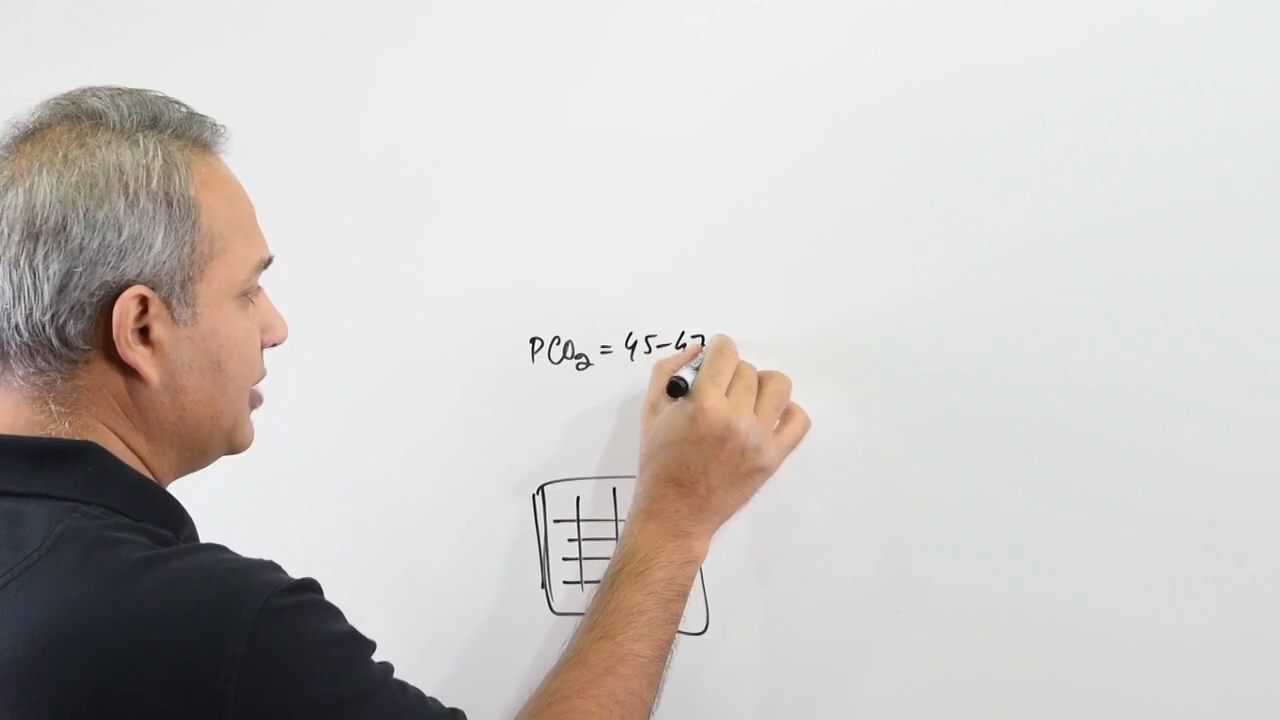 PCO₂ = 45-47